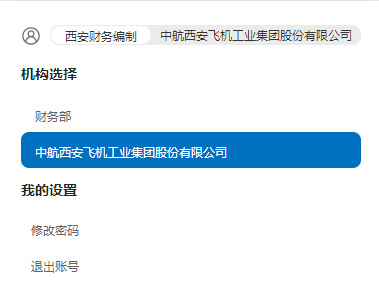 西安财务编制 中航西安飞机工业集团股份有限公司
机构选择
财务部
中航西安飞机工业集团股份有限公司
我的设置
修改密码
退出账号